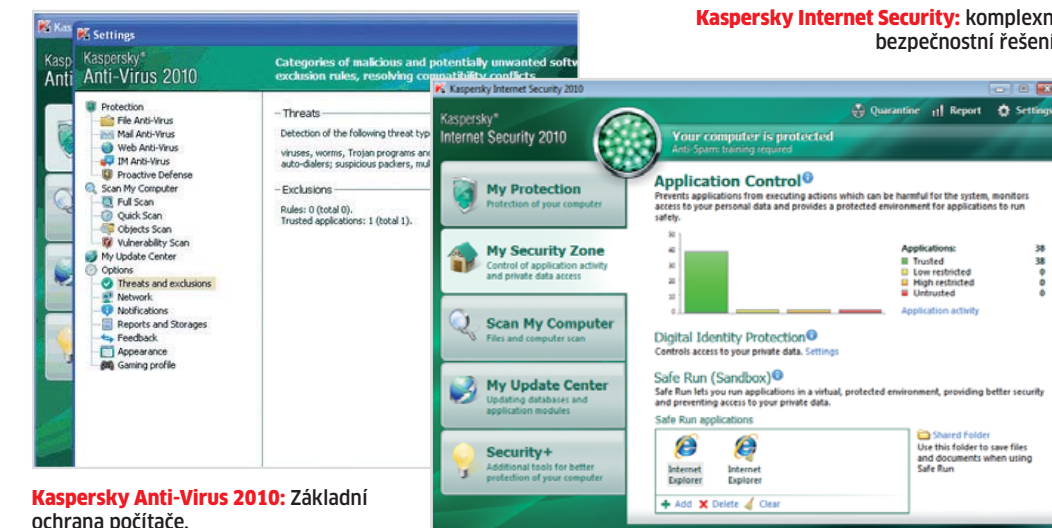 Kaspersky Internet Security: komplexn
bezpečnostní řešení
Kas
Kasp
Anti
Settings
Kaspersky
Anti-Virus 2010
Categories of malicious and potentially unwanted softw
exclusion rules, resolving compatibility conflicts
Protection
File Anti-Virus
Mail Anti-Virus
Web Anti-Virus
IM Anti-Virus
Proactive Defense
Scan My Computer
Full Scan
Quick Scan
Objects Scan
Vulnerability Scan
My Update Center
Options
Threats and exclusions
Network
Notifications
Reports and Storages
Feedback
Appearance
Gaming profile
Threats
Detection of the following threat typ
viruses, worms, Trojan programs and
auto-dialers; suspicious packers, mul
Exclusions
Rules: 0 (total 0).
Trusted applications: 1 (total 1).
Kaspersky Internet Security 2010
Kaspersky
Internet Security 2010
Quarantine Report Settings
Your computer is protected
Anti-Spam: training required
My Protection
Protection of your computer
My Security Zone
Control of application activity
and private data access
Scan My Computer
Files and computer scan
My Update Center
Updating databases and
application modules
Security+
Additional tools for better
protection of your computer
Application Control
Prevents applications from executing actions which can be harmful for the system, monitors
access to your personal data and provides a protected environment for applications to run
safely.
50
40
30
20
10
0
Applications: 38
Trusted 38
Low restricted 0
High restricted 0
Untrusted 0
Application activity
Digital Identity Protection
Controls access to your private data. Settings
Safe Run (Sandbox)
Safe Run lets you run applications in a virtual, protected environment, providing better security
and preventing access to your private data.
Safe Run applications
Internet
Explorer
Internet
Explorer
Shared Folder
Use this folder to save files
and documents when using
Safe Run
Add Delete Clear
Kaspersky Anti-Virus 2010: Základní
ochrana počítače.